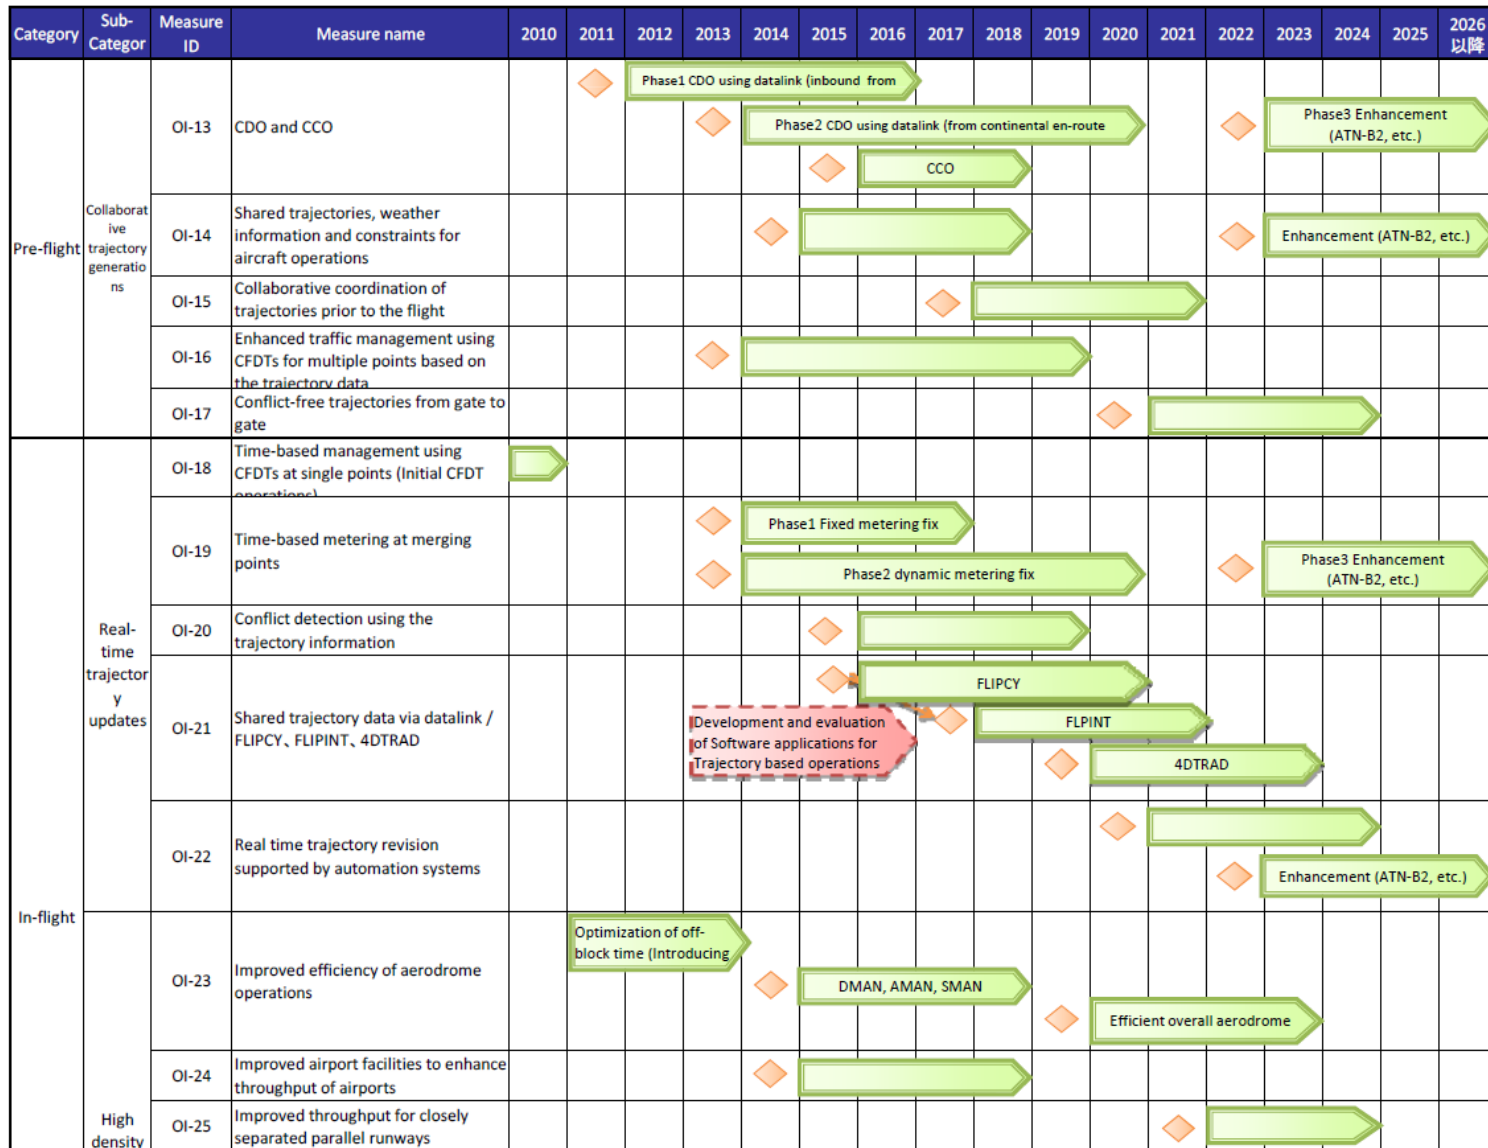 Category
Sub-
Categor
Measure
ID
Measure name
2010
2011
2012
2013
2014
2015
2016
2017
2018
2019
2020
2021
2022
2023
2024
2025
2026
以降
Pre-flight
Collaborat
ive
trajectory
generatio
ns
OI-13
CDO and CCO
Phase1 CDO using datalink (inbound from
Phase2 CDO using datalink (from continental en-route
CCO
Phase3 Enhancement
(ATN-B2, etc.)
OI-14
Shared trajectories, weather
information and constraints for
aircraft operations
Enhancement (ATN-B2, etc.)
OI-15
Collaborative coordination of
trajectories prior to the flight
OI-16
Enhanced traffic management using
CFDTs for multiple points based on
the trajectory data
OI-17
Conflict-free trajectories from gate to
gate
In-flight
Real-
time
trajector
y
updates
OI-18
Time-based management using
CFDTs at single points (Initial CFDT
operations)
OI-19
Time-based metering at merging
points
Phase1 Fixed metering fix
Phase2 dynamic metering fix
Phase3 Enhancement
(ATN-B2, etc.)
OI-20
Conflict detection using the
trajectory information
OI-21
Shared trajectory data via datalink /
FLIPCY、FLIPINT、4DTRAD
Development and evaluation
of Software applications for
Trajectory based operations
FLIPCY
FLPINT
4DTRAD
OI-22
Real time trajectory revision
supported by automation systems
Enhancement (ATN-B2, etc.)
High
density
OI-23
Improved efficiency of aerodrome
operations
Optimization of off-
block time (Introducing
DMAN, AMAN, SMAN
Efficient overall aerodrome
OI-24
Improved airport facilities to enhance
throughput of airports
OI-25
Improved throughput for closely
separated parallel runways